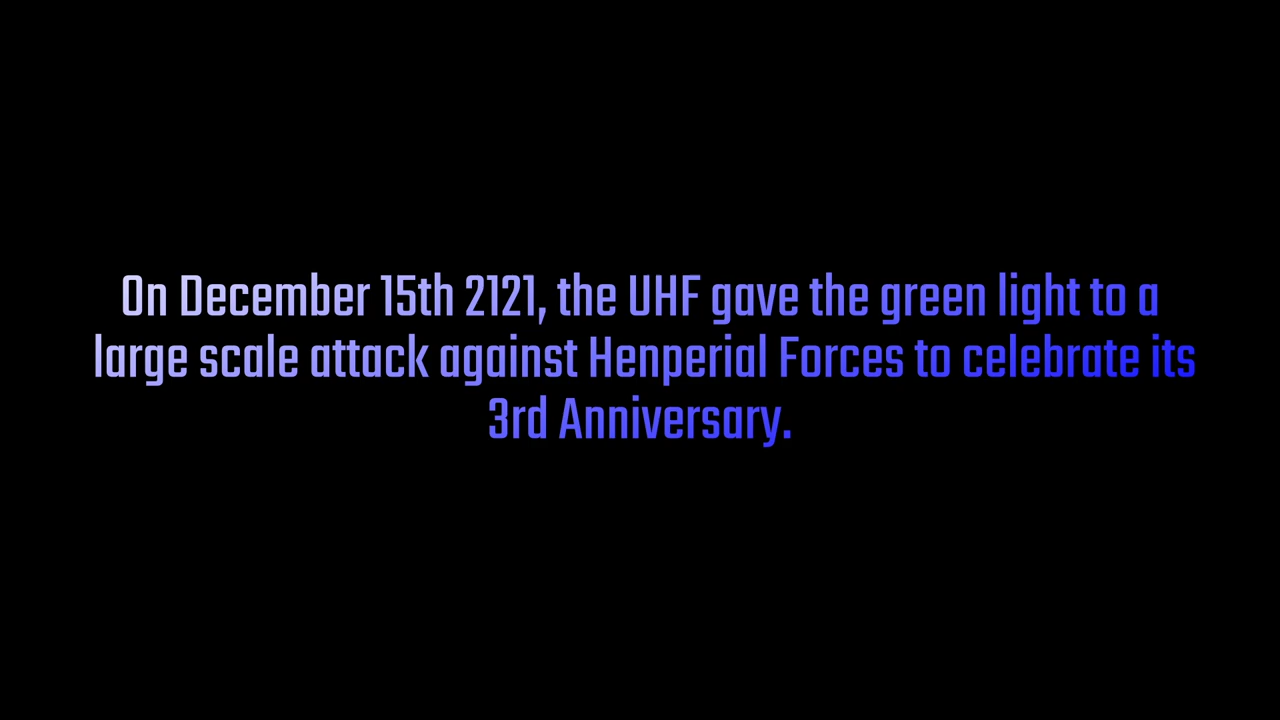 On December 15th 2121, the UHF gave the green light to a
large scale attack against Henperial Forces to celebrate its
3rd Anniversary.